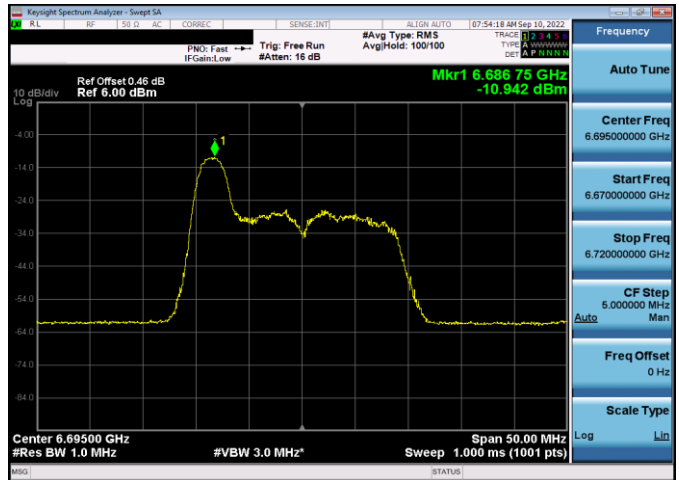 Keysight Spectrum Analyzer - Swept SA
RL RF 50 Ω AC CORREC SENSE:INT ALIGN AUTO 07:54:18 AM Sep 10, 2022
PNO: Fast
IFGain:Low
Trig: Free Run
#Atten: 16 dB
#Avg Type: RMS
Avg|Hold: 100/100
TRACE 1 2 3 4 5 6
TYPE A WWWWW
DET A P N N N N
Ref Offset 0.46 dB
10 dB/div Ref 6.00 dBm
Log
Mkr1 6.686 75 GHz
-10.942 dBm
1
-4.00
-14.0
-24.0
-34.0
-44.0
-54.0
-64.0
-74.0
-84.0
Center 6.69500 GHz Span 50.00 MHz
#Res BW 1.0 MHz #VBW 3.0 MHz* Sweep 1.000 ms (1001 pts)
MSG STATUS
Frequency
Auto Tune
Center Freq
6.695000000 GHz
Start Freq
6.670000000 GHz
Stop Freq
6.720000000 GHz
CF Step
5.000000 MHz
Auto Man
Freq Offset
0 Hz
Scale Type
Log Lin